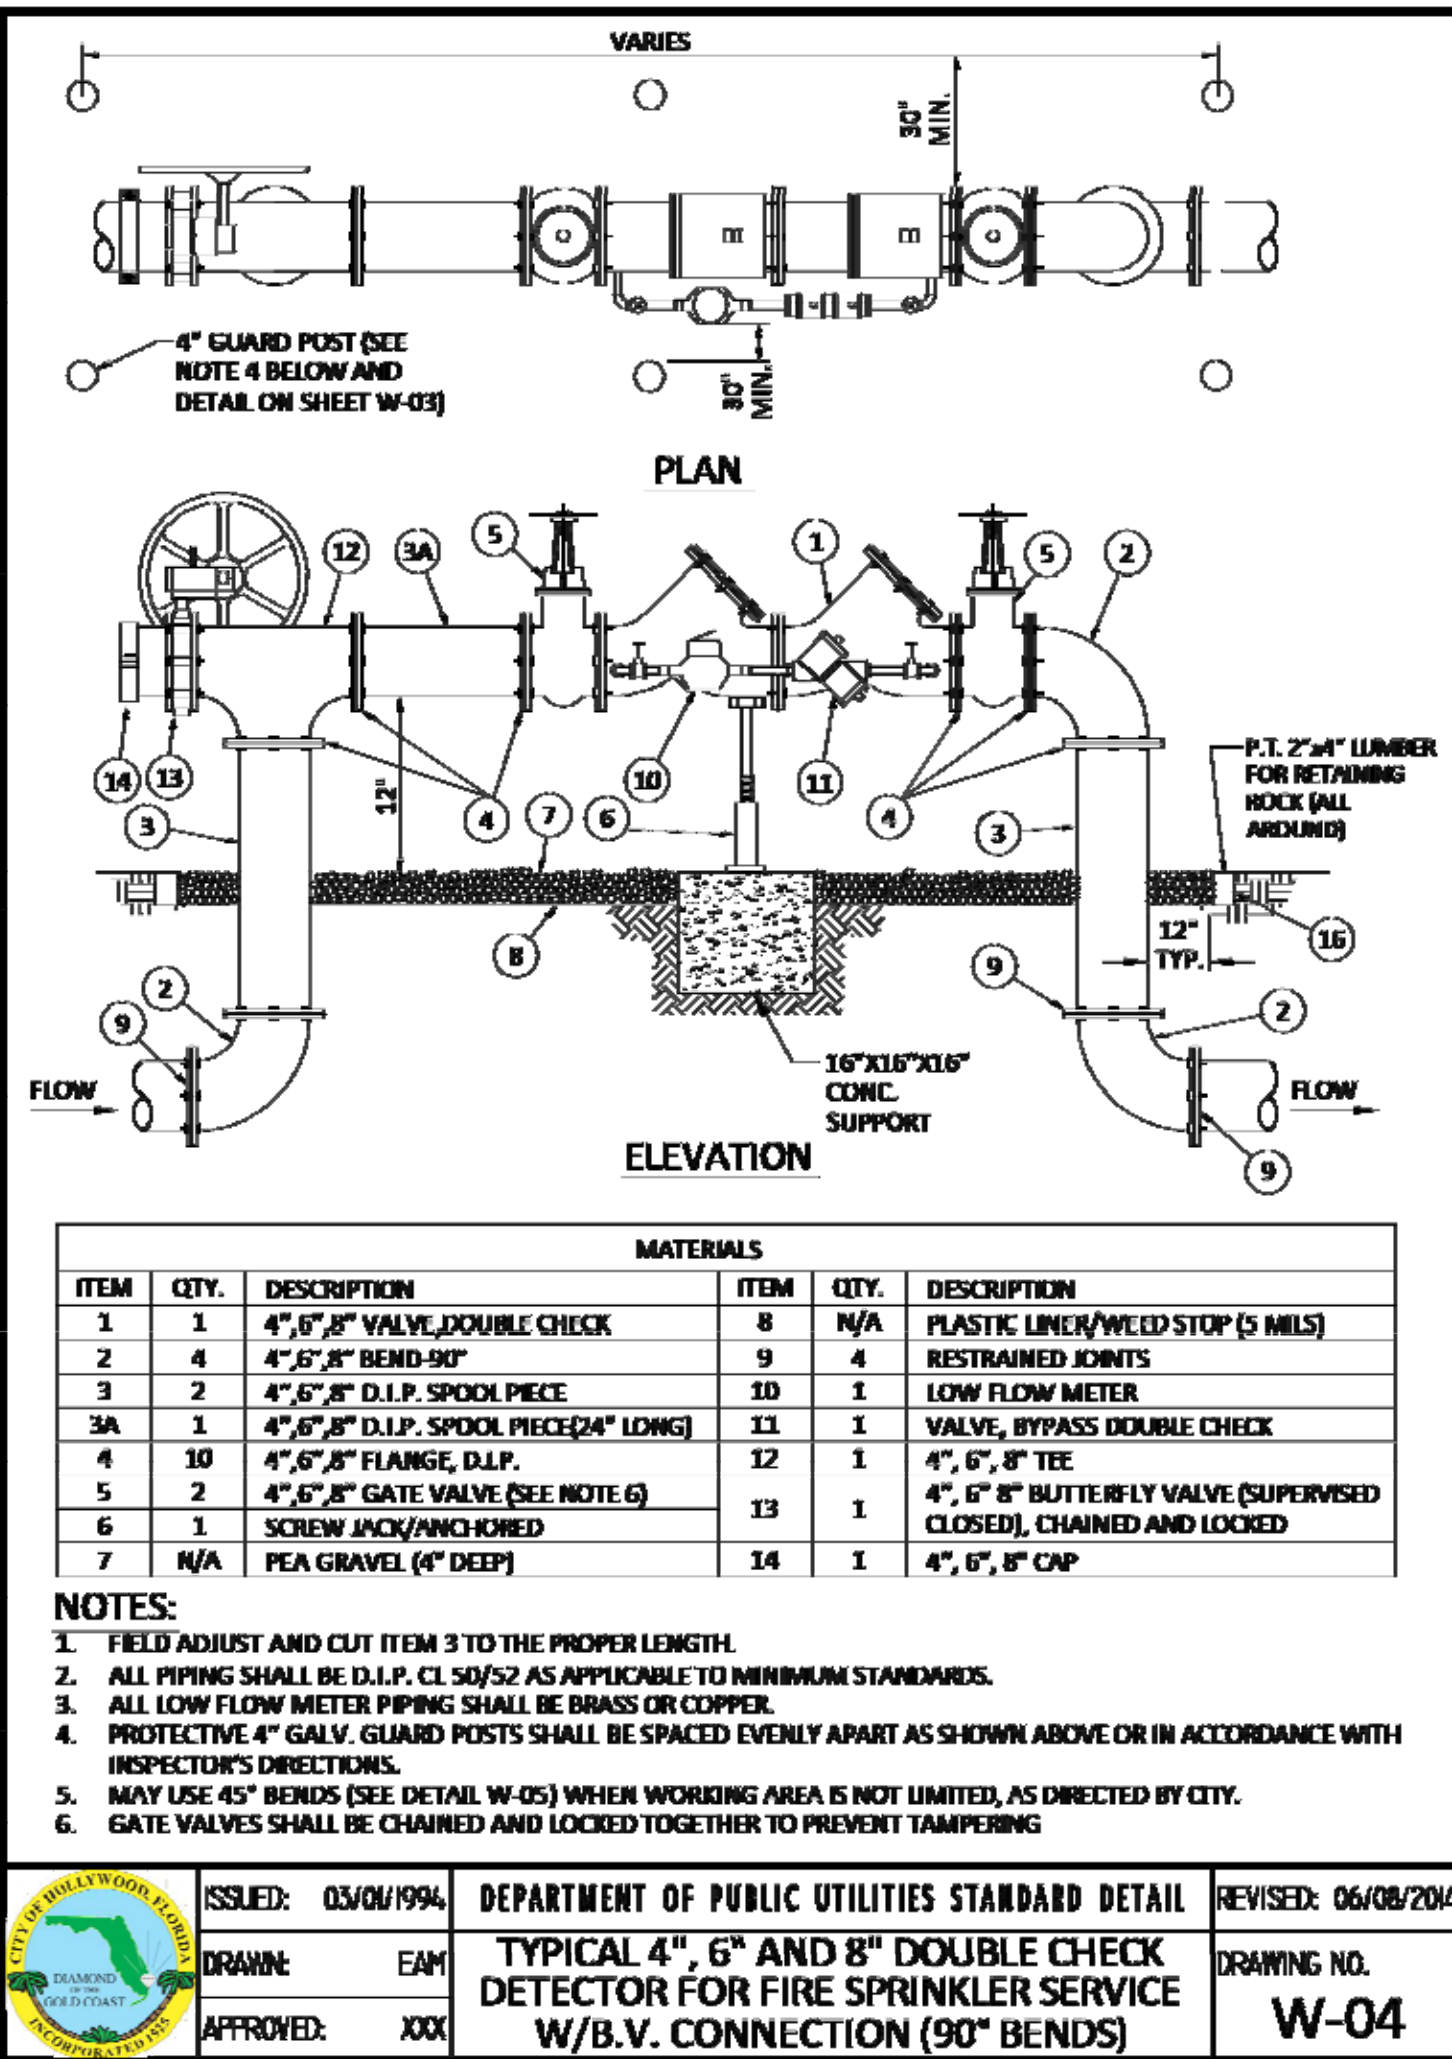 VARIES
30"
MIN.
4" GUARD POST (SEE
NOTE 4 BELOW AND
DETAIL ON SHEET W-03)
30"
MIN.
PLAN
5
12
3A
1
5
2
14
13
3
12"
4
7
6
10
11
4
3
P.T. 2"x4" LUMBER
FOR RETAINING
ROCK (ALL
AROUND)
8
12"
TYP.
16
2
9
9
2
FLOW
16"X16"X16"
CONC.
SUPPORT
FLOW
9
ELEVATION
MATERIALS
ITEM QTY. DESCRIPTION ITEM QTY. DESCRIPTION
1 1 4",6",8" VALVE,DOUBLE CHECK 8 N/A PLASTIC LINER/WEED STOP (5 MILS)
2 4 4",6",8" BEND-90° 9 4 RESTRAINED JOINTS
3 2 4",6",8" D.I.P. SPOOL PIECE 10 1 LOW FLOW METER
3A 1 4",6",8" D.I.P. SPOOL PIECE(24" LONG) 11 1 VALVE, BYPASS DOUBLE CHECK
4 10 4",6",8" FLANGE, D.I.P. 12 1 4", 6", 8" TEE
5 2 4",6",8" GATE VALVE (SEE NOTE 6) 13 1 4", 6" 8" BUTTERFLY VALVE (SUPERVISED
6 1 SCREW JACK/ANCHORED CLOSED), CHAINED AND LOCKED
7 N/A PEA GRAVEL (4" DEEP) 14 1 4", 6", 8" CAP
NOTES:
1. FIELD ADJUST AND CUT ITEM 3 TO THE PROPER LENGTH.
2. ALL PIPING SHALL BE D.I.P. CL 50/52 AS APPLICABLE TO MINIMUM STANDARDS.
3. ALL LOW FLOW METER PIPING SHALL BE BRASS OR COPPER.
4. PROTECTIVE 4" GALV. GUARD POSTS SHALL BE SPACED EVENLY APART AS SHOWN ABOVE OR IN ACCORDANCE WITH
INSPECTOR'S DIRECTIONS.
5. MAY USE 45° BENDS (SEE DETAIL W-05) WHEN WORKING AREA IS NOT LIMITED, AS DIRECTED BY CITY.
6. GATE VALVES SHALL BE CHAINED AND LOCKED TOGETHER TO PREVENT TAMPERING
CITY OF HOLLYWOOD, FLORIDA
DIAMOND
OF THE
GOLD COAST
INCORPORATED 1925
ISSUED: 03/01/1994
DRAWN: EAM
APPROVED: XXX
DEPARTMENT OF PUBLIC UTILITIES STANDARD DETAIL
TYPICAL 4", 6" AND 8" DOUBLE CHECK
DETECTOR FOR FIRE SPRINKLER SERVICE
W/B.V. CONNECTION (90° BENDS)
REVISED: 06/08/2014
DRAWING NO.
W-04